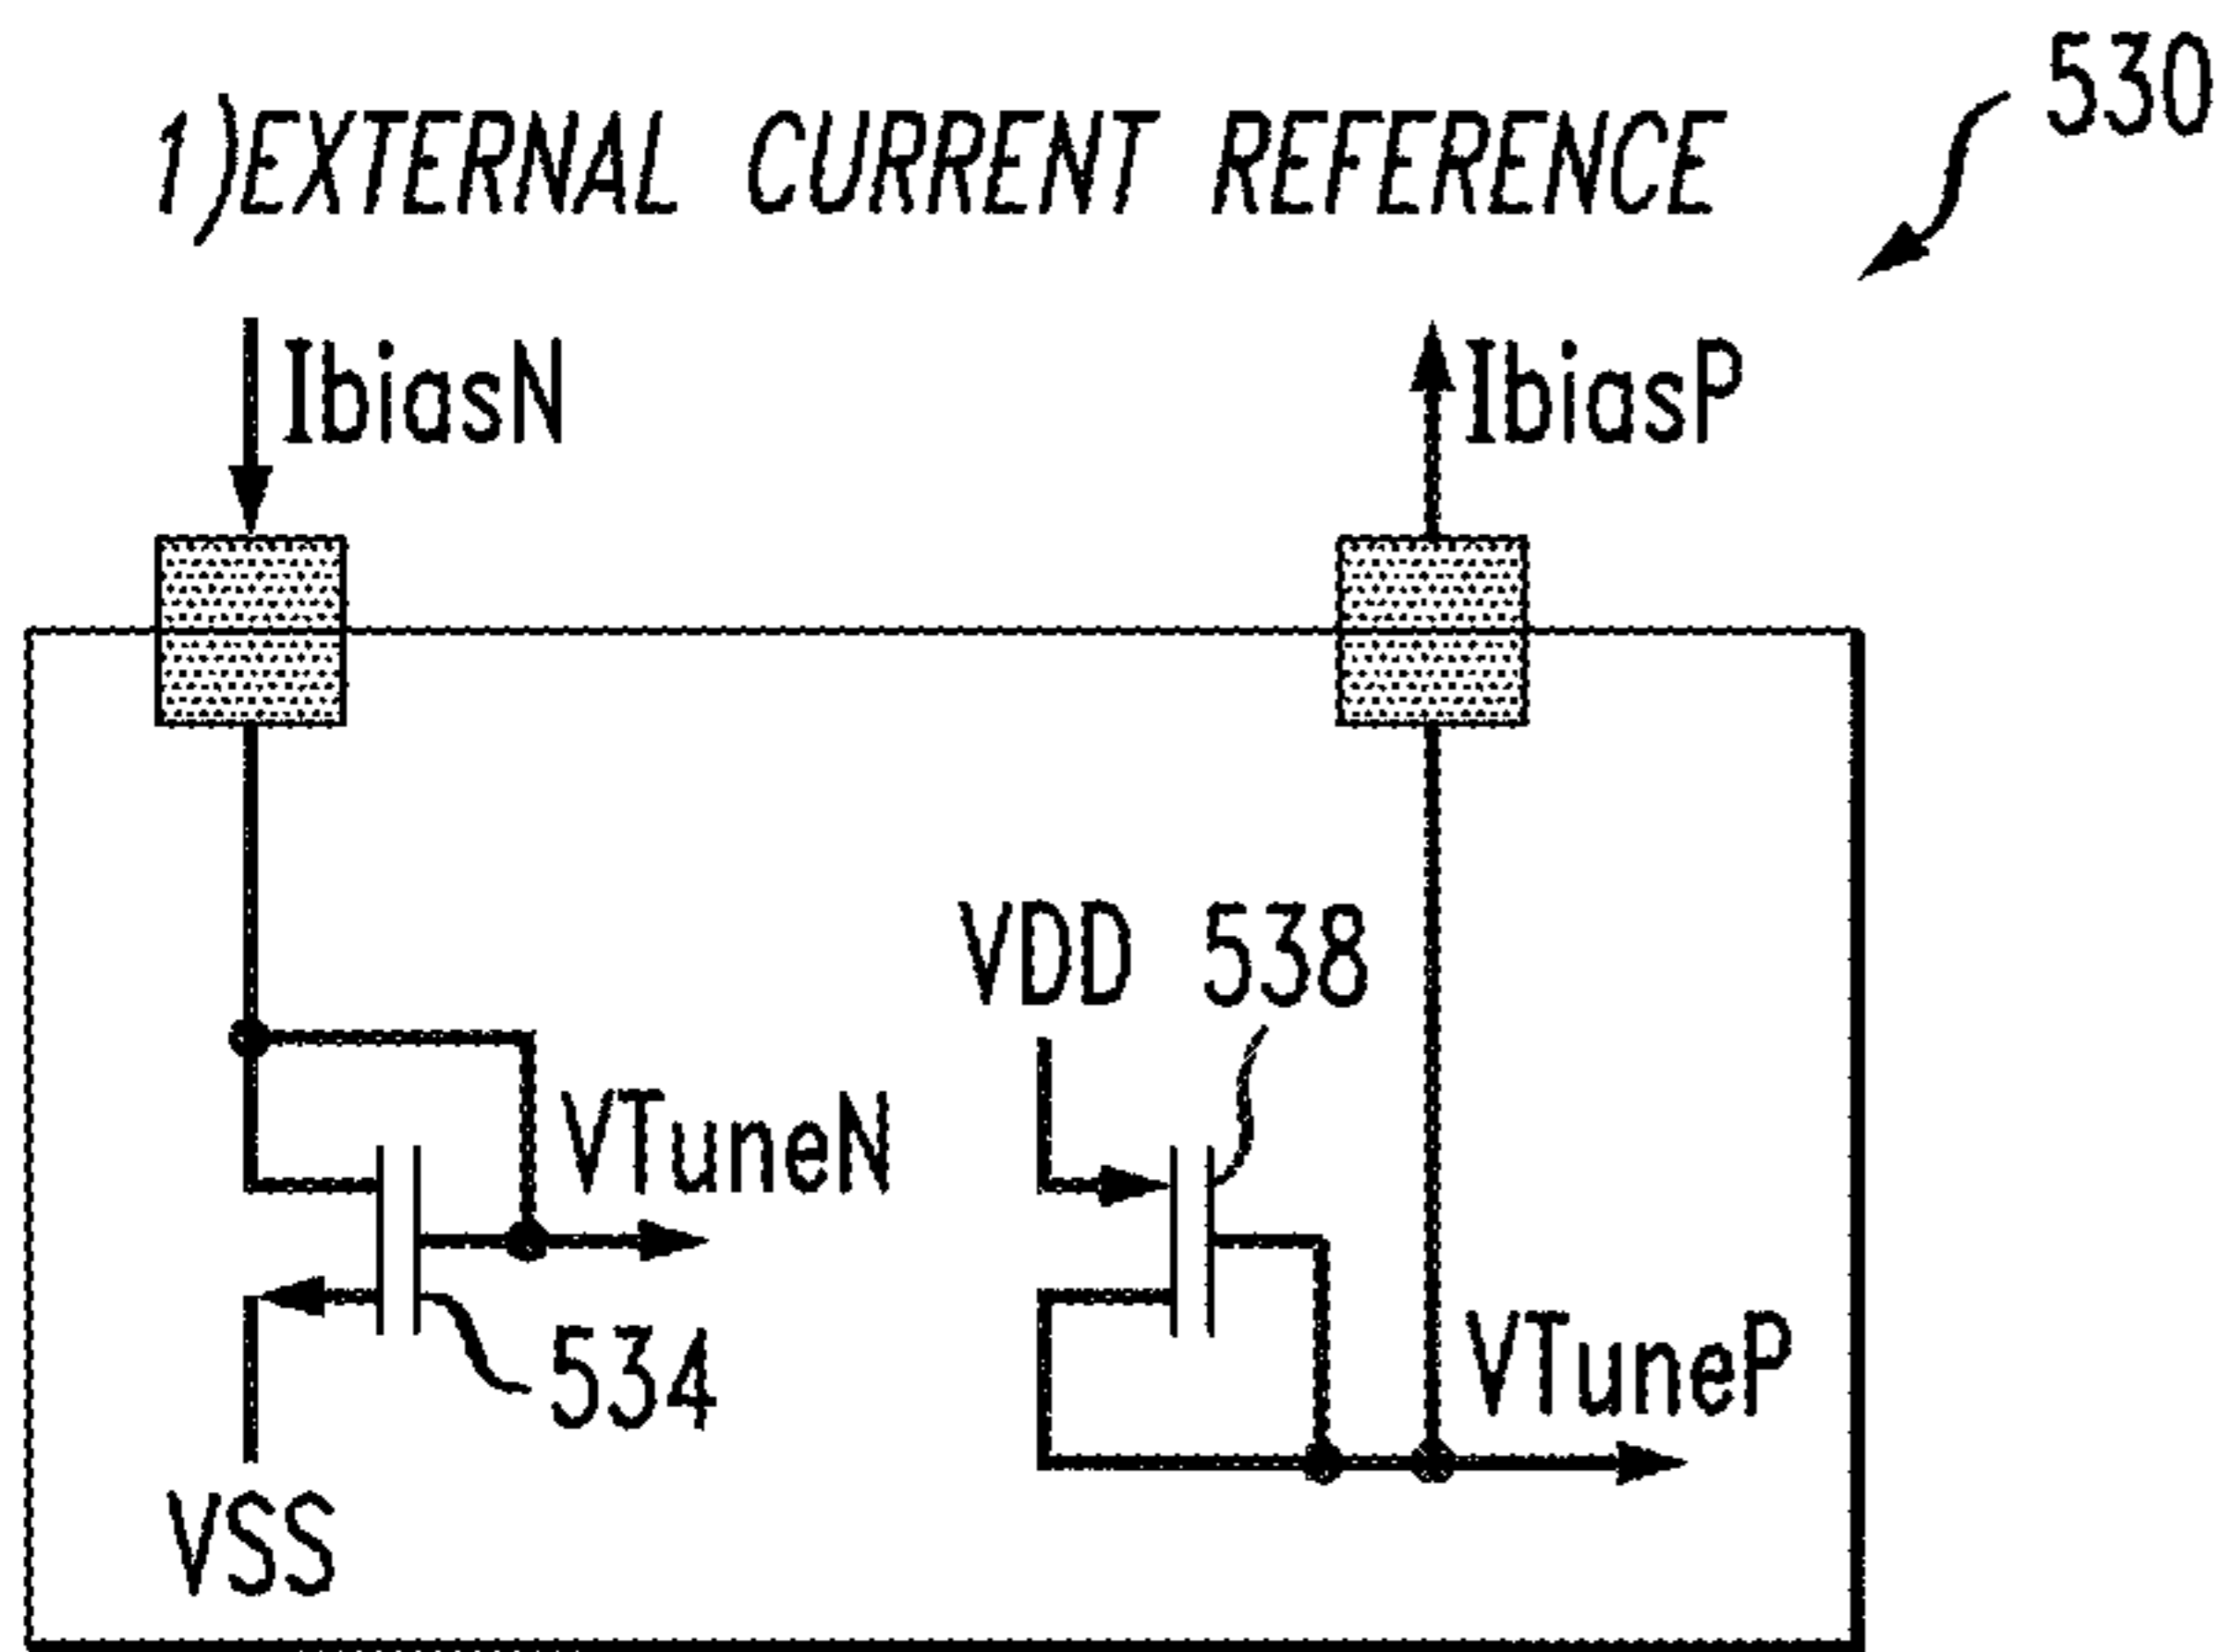 530
1)EXTERNAL CURRENT REFERENCE
IbiasN
IbiasP
VDD 538
VTuneN
534
VTuneP
VSS